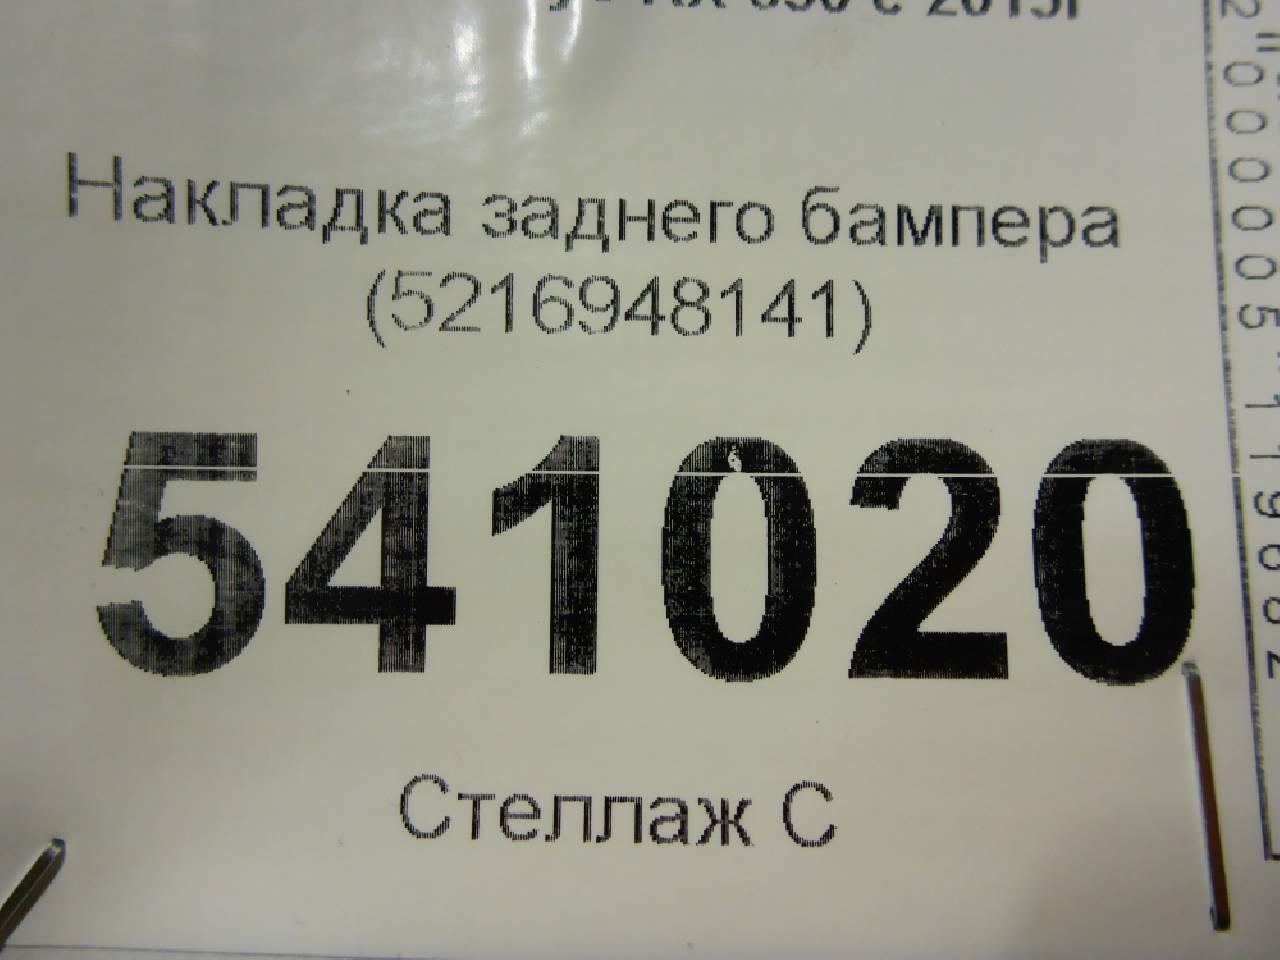 Накладка заднего бампера
(5216948141)
541020
Стеллаж С